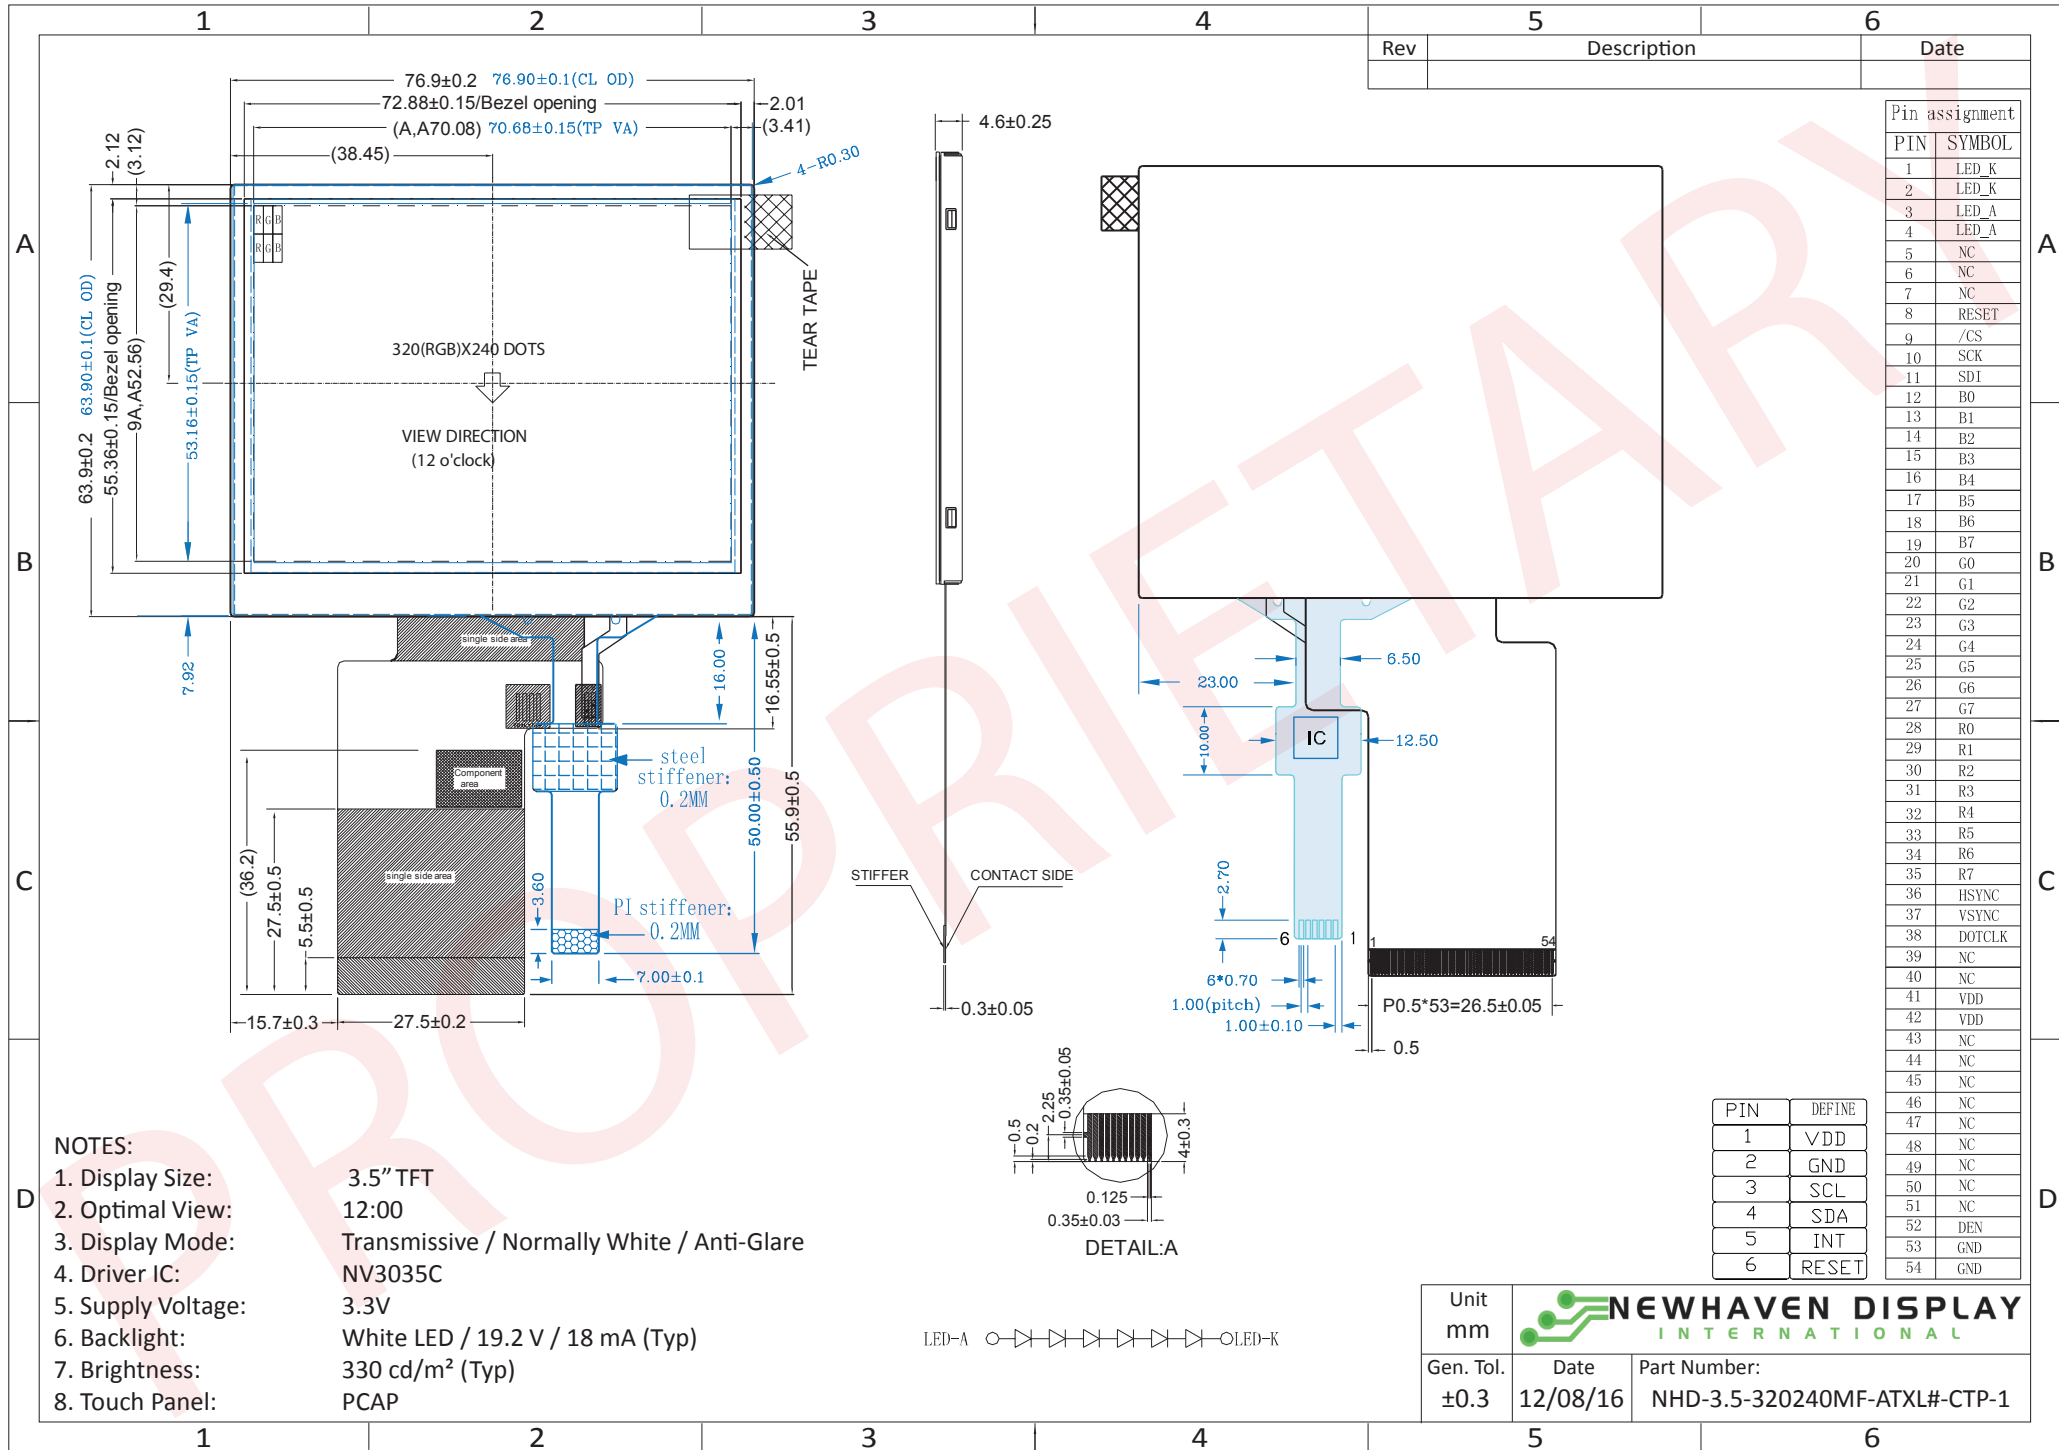 1 2 3 4 5 6
Rev Description Date
A
B
C
D
A
B
C
D
76.9±0.2 76.90±0.1(CL OD)
72.88±0.15/Bezel opening
2.01
(A,A70.08) 70.68±0.15(TP VA)
(3.41)
(38.45)
4-R0.30
2.12
(3.12)
63.9±0.2 63.90±0.1(CL OD)
55.36±0.15/Bezel opening
9A,A52.56)
(29.4)
53.16±0.15(TP VA)
R G B
R G B
320(RGB)X240 DOTS
VIEW DIRECTION
(12 o'clock)
TEAR TAPE
7.92
single side area
16.00
16.55±0.5
steel
stiffener:
0.2MM
50.00±0.50
55.9±0.5
Component
area
single side area
(36.2)
27.5±0.5
5.5±0.5
3.60
PI stiffener:
0.2MM
7.00±0.1
15.7±0.3
27.5±0.2
4.6±0.25
STIFFER
CONTACT SIDE
0.3±0.05
6.50
23.00
10.00
IC
12.50
2.70
6 1
1 54
6*0.70
1.00(pitch)
1.00±0.10
P0.5*53=26.5±0.05
0.5
0.5
0.2
2.25
0.35±0.05
4±0.3
0.125
0.35±0.03
DETAIL:A
LED-A LED-K
Pin assignment
PIN SYMBOL
1 LED_K
2 LED_K
3 LED_A
4 LED_A
5 NC
6 NC
7 NC
8 RESET
9 /CS
10 SCK
11 SDI
12 B0
13 B1
14 B2
15 B3
16 B4
17 B5
18 B6
19 B7
20 G0
21 G1
22 G2
23 G3
24 G4
25 G5
26 G6
27 G7
28 R0
29 R1
30 R2
31 R3
32 R4
33 R5
34 R6
35 R7
36 HSYNC
37 VSYNC
38 DOTCLK
39 NC
40 NC
41 VDD
42 VDD
43 NC
44 NC
45 NC
46 NC
47 NC
48 NC
49 NC
50 NC
51 NC
52 DEN
53 GND
54 GND
PIN DEFINE
1 VDD
2 GND
3 SCL
4 SDA
5 INT
6 RESET
NOTES:
1. Display Size: 3.5” TFT
2. Optimal View: 12:00
3. Display Mode: Transmissive / Normally White / Anti-Glare
4. Driver IC: NV3035C
5. Supply Voltage: 3.3V
6. Backlight: White LED / 19.2 V / 18 mA (Typ)
7. Brightness: 330 cd/m² (Typ)
8. Touch Panel: PCAP
Unit
mm
NEWHAVEN DISPLAY
INTERNATIONAL
Gen. Tol.
±0.3
Date
12/08/16
Part Number:
NHD-3.5-320240MF-ATXL#-CTP-1
1 2 3 4 5 6
PROPRIETARY